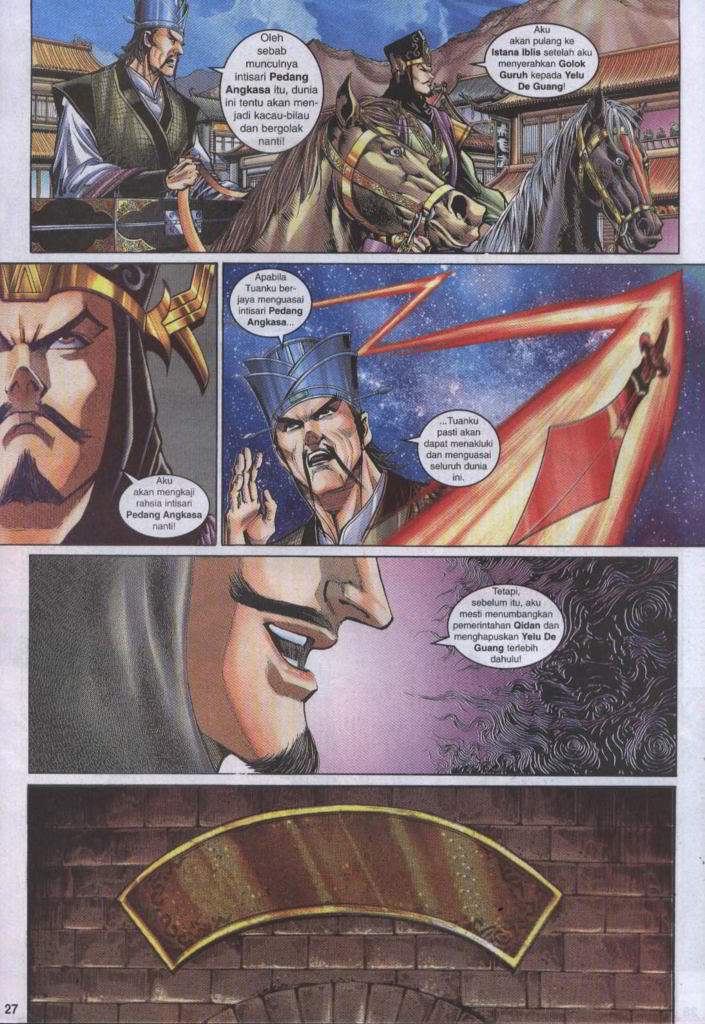 Oleh
sebab
munculnya
intisari Pedang
Angkasa itu, dunia
ini tentu akan men-
jadi kacau-bilau
dan bergolak
nanti!
Aku
akan pulang ke
Istana Iblis setelah aku
menyerahkan Golok
Guruh kepada Yelu
De Guang!
Aku
akan mengkaji
rahsia intisari
Pedang Angkasa
nanti!
Apabila
Tuanku ber-
jaya menguasai
intisari Pedang
Angkasa...
...Tuanku
pasti akan
dapat menakluki
dan menguasai
seluruh dunia
ini.
Tetapi,
sebelum itu, aku
mesti menumbangkan
pemerintahan Qidan dan
menghapuskan Yelu De
Guang terlebih
dahulu!
27